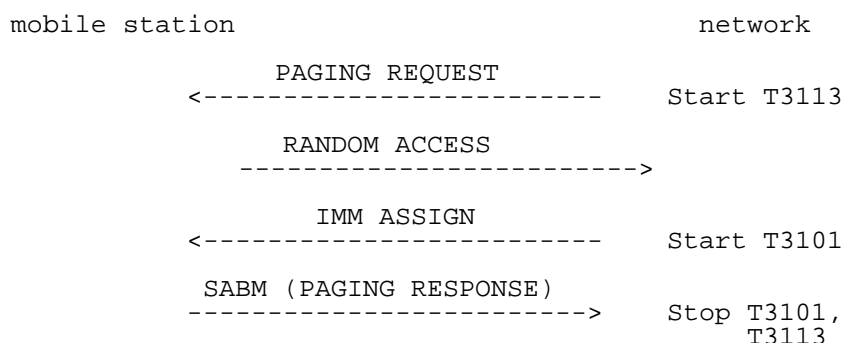 mobile station network
PAGING REQUEST
<------------------------- Start T3113
RANDOM ACCESS
------------------------->
IMM ASSIGN
<------------------------- Start T3101
SABM (PAGING RESPONSE)
-------------------------> Stop T3101,
T3113